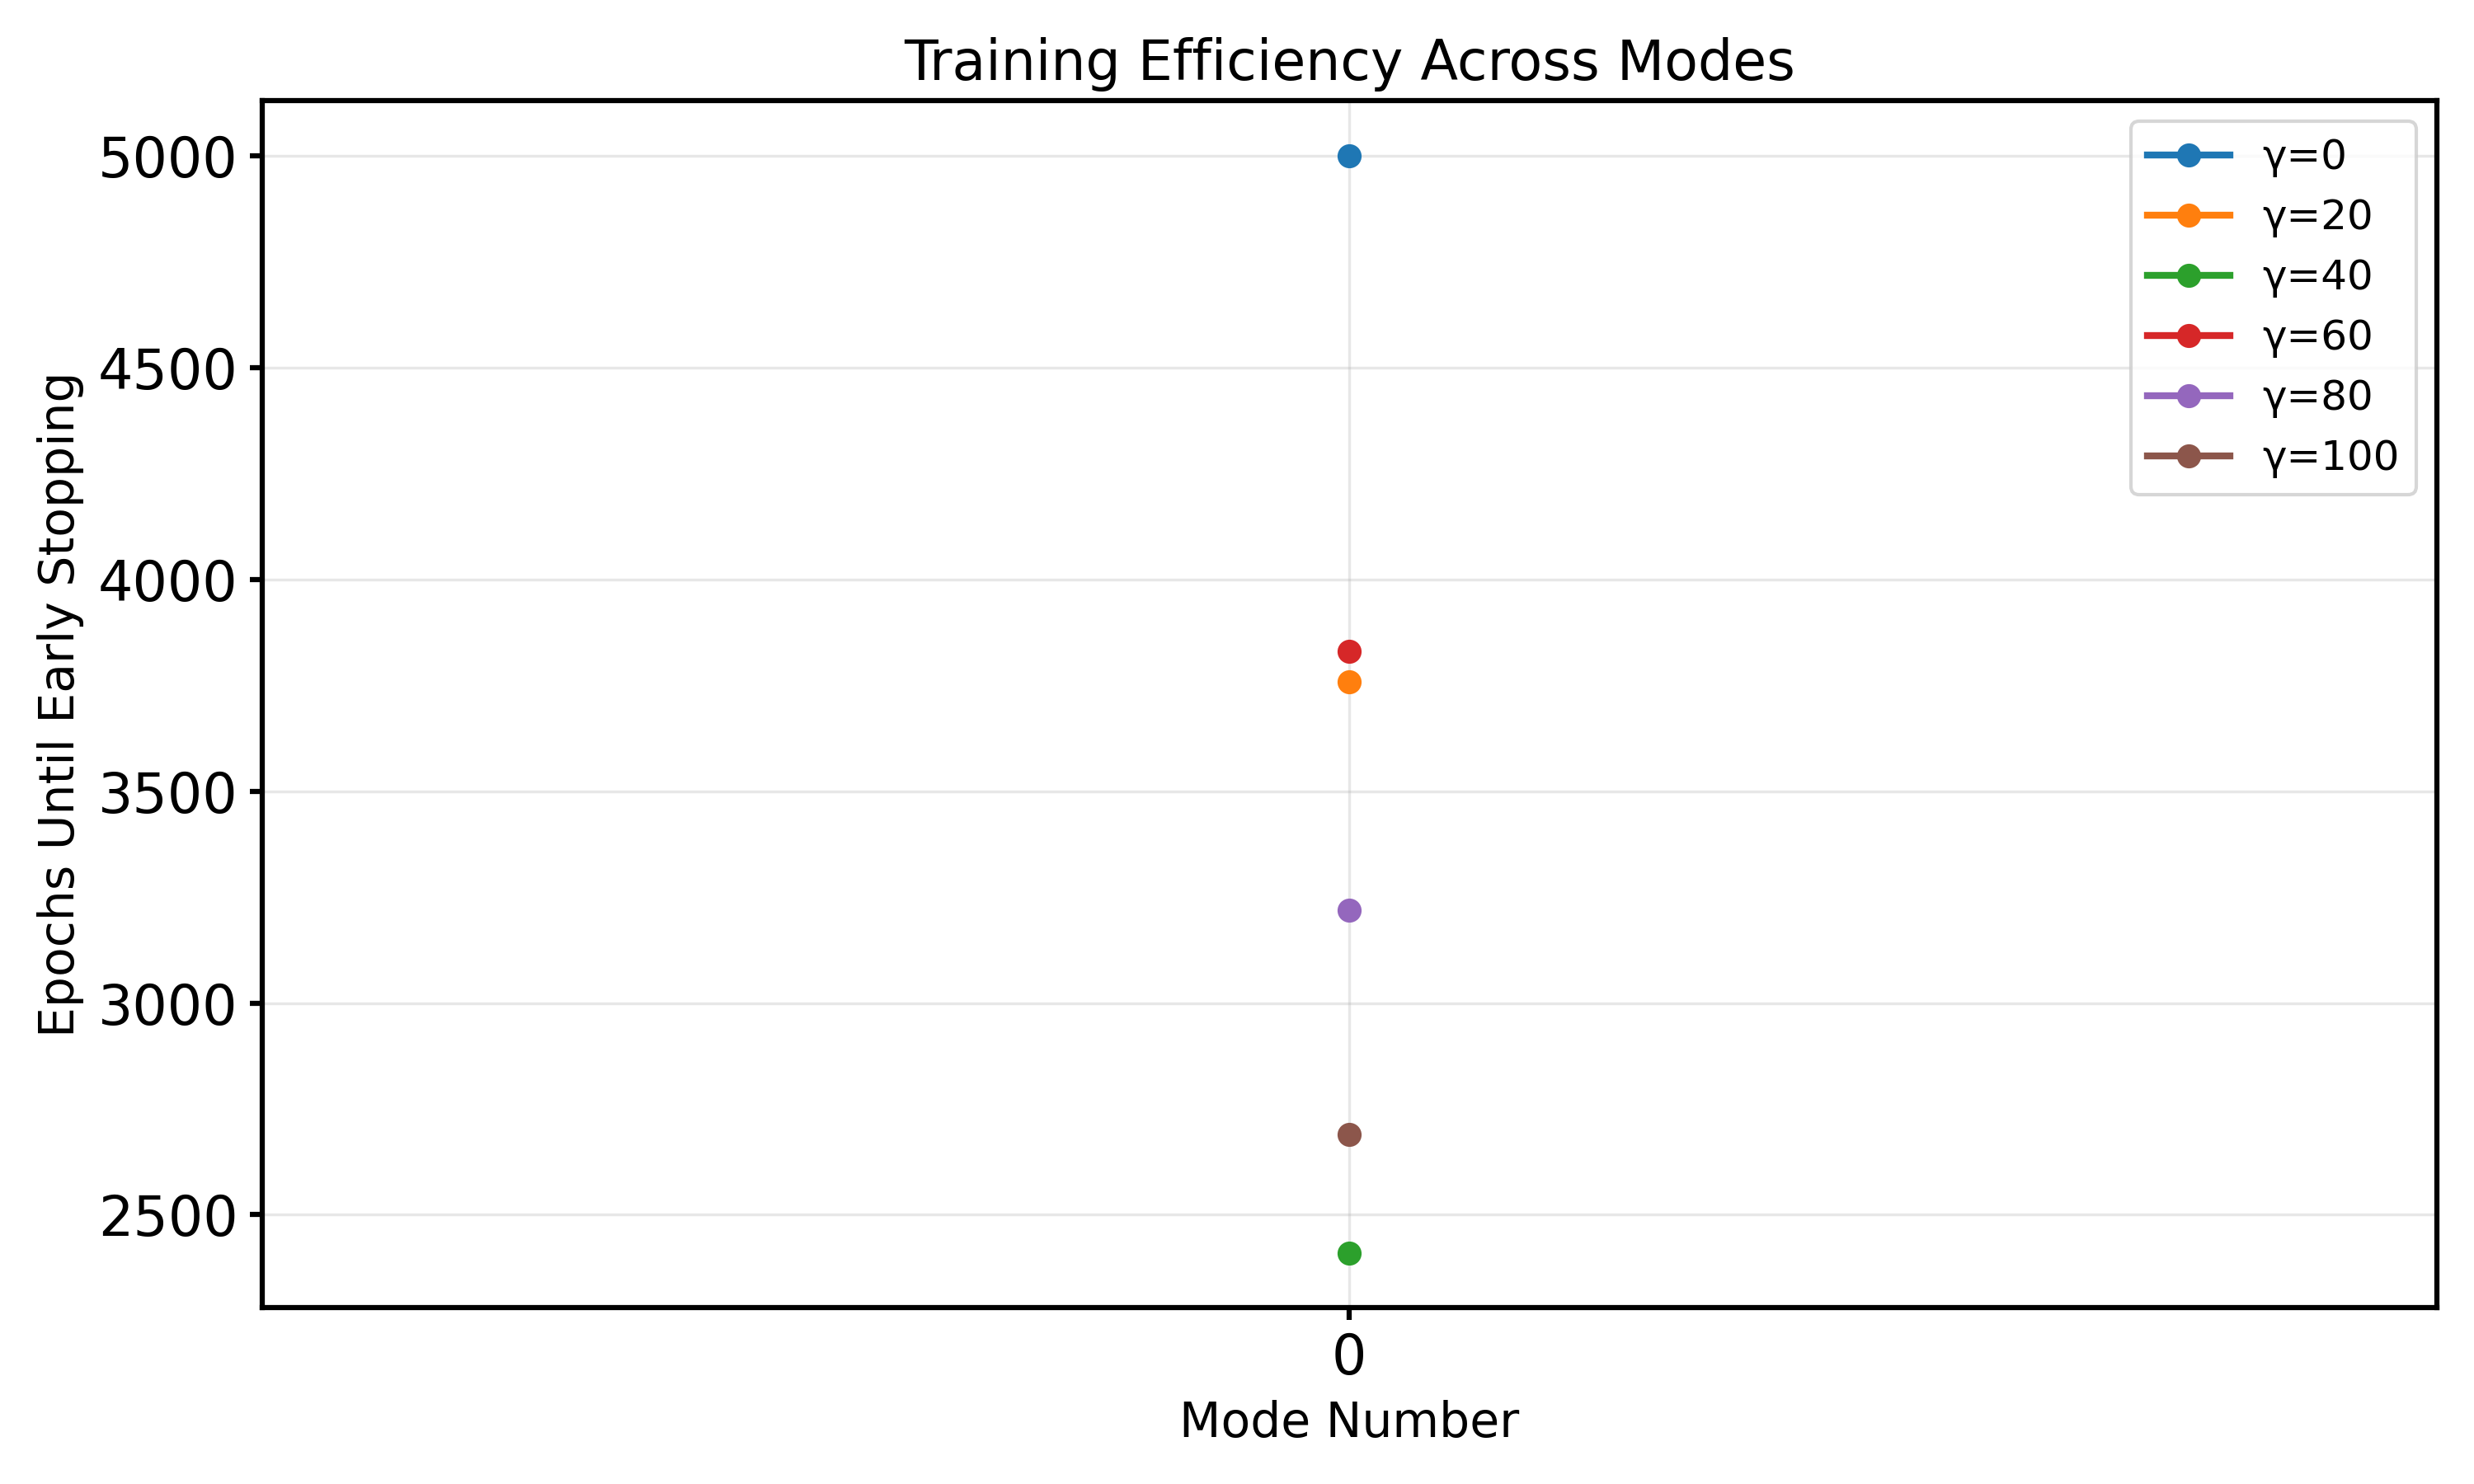 Training Efficiency Across Modes
Epochs Until Early Stopping
5000
4500
4000
3500
3000
2500
0
Mode Number
γ=0
γ=20
γ=40
γ=60
γ=80
γ=100